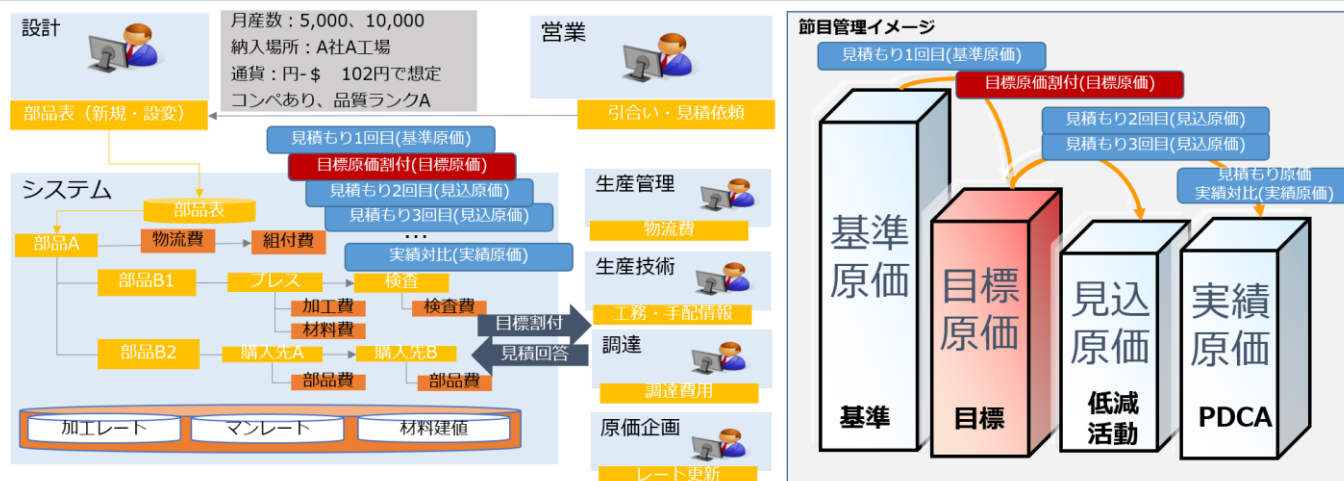 設計
部品表（新規・設変）
月産数：5,000、10,000
納入場所：A社A工場
通貨：円-$　102円で想定
コンペあり、品質ランクA
営業
引合い・見積依頼
見積もり1回目(基準原価)
目標原価割付(目標原価)
見積もり2回目(見込原価)
見積もり3回目(見込原価)
…
実績対比(実績原価)
システム
部品表
部品A
物流費
組付費
部品B1
プレス
検査
加工費
材料費
検査費
部品B2
購入先A
購入先B
部品費
部品費
加工レート
マンレート
材料建値
目標割付
見積回答
生産管理
物流費
生産技術
工務・手配情報
調達
調達費用
原価企画
レート更新
節目管理イメージ
見積もり1回目(基準原価)
目標原価割付(目標原価)
見積もり2回目(見込原価)
見積もり3回目(見込原価)
見積もり原価
実績対比(実績原価)
基準
原価
基準
目標
原価
目標
見込
原価
低減
活動
実績
原価
PDCA